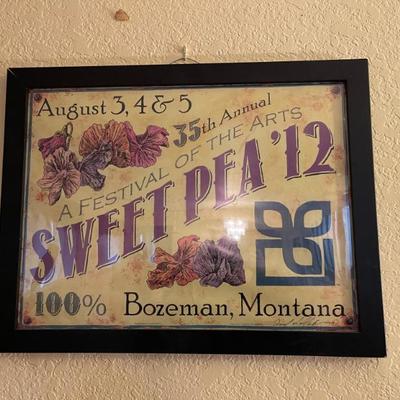 August 3, 4 & 5
35th Annual
A FESTIVAL OF THE ARTS
SWEET PEA '12
100% Bozeman, Montana